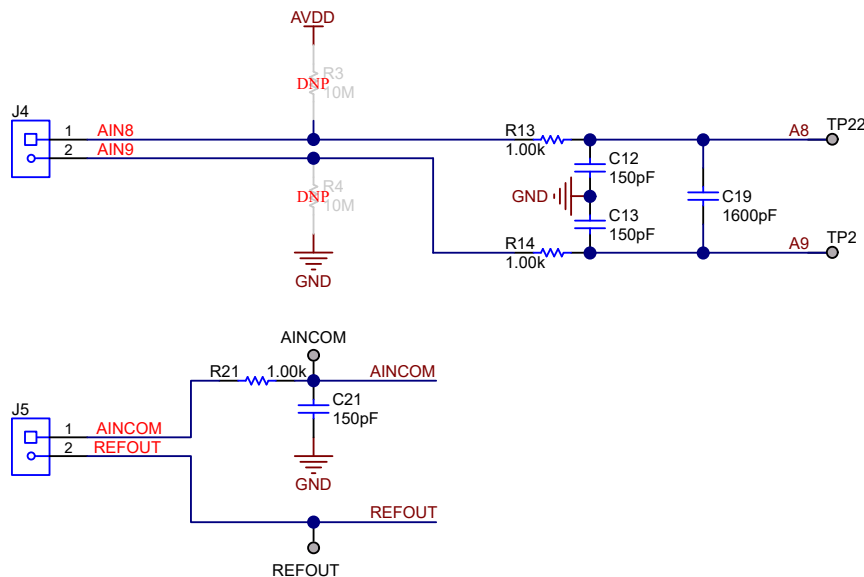 AVDD
R3
DNP
10M
J4
1
AIN8
2
AIN9
R13
1.00k
A8
TP22
C12
150pF
GND
C19
1600pF
R4
DNP
10M
C13
150pF
R14
1.00k
A9
TP2
GND
AINCOM
R21
1.00k
AINCOM
C21
150pF
J5
1
AINCOM
2
REFOUT
GND
REFOUT
REFOUT